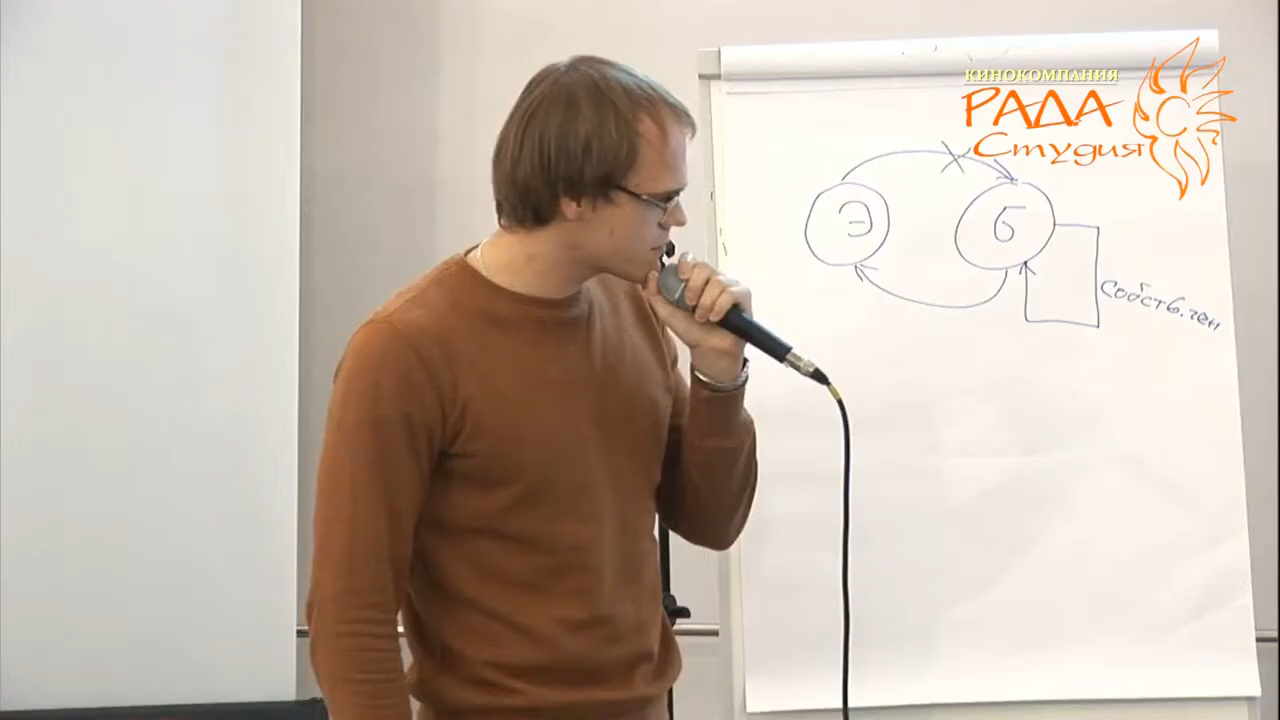 КИНОКОМПАНИЯ
РАДА
Студия
Э
Б
Собств. ген